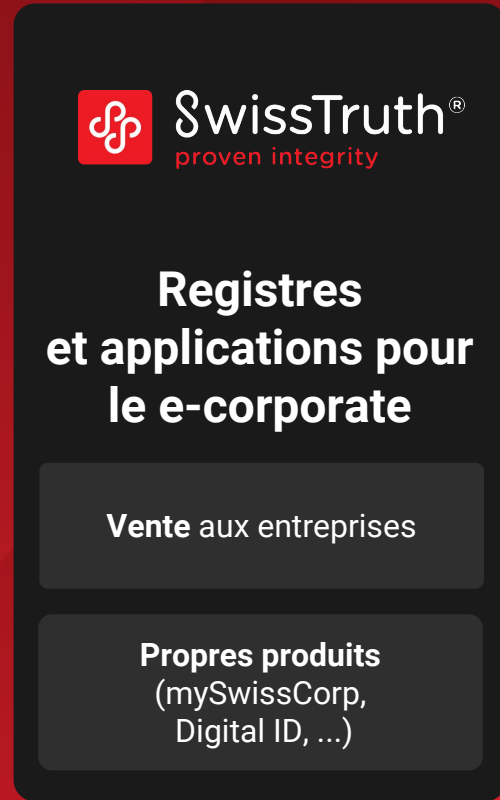 SwissTruth®
proven integrity
Registres
et applications pour
le e-corporate
Vente aux entreprises
Propres produits
(mySwissCorp,
Digital ID, ...)